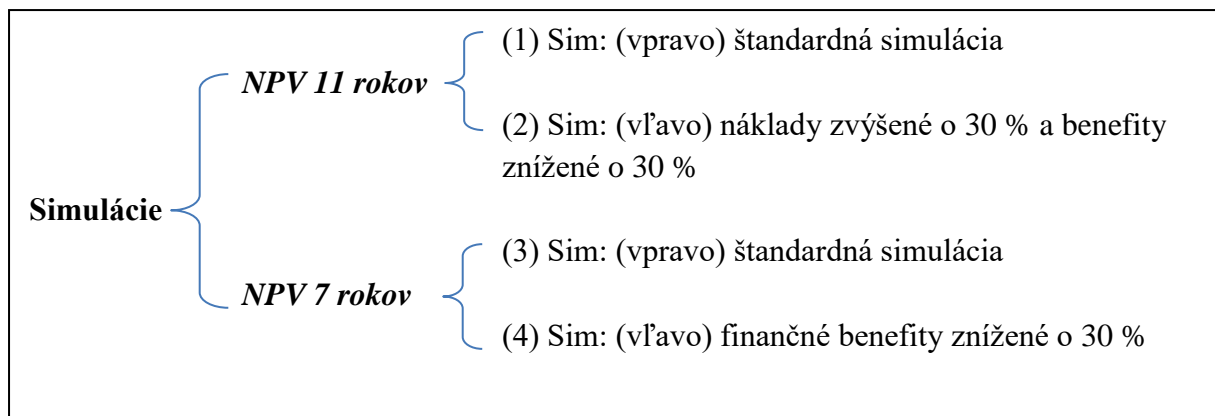 (1) Sim: (vpravo) štandardná simulácia
NPV 11 rokov
(2) Sim: (vľavo) náklady zvýšené o 30 % a benefity
znížené o 30 %
Simulácie
(3) Sim: (vpravo) štandardná simulácia
NPV 7 rokov
(4) Sim: (vľavo) finančné benefity znížené o 30 %